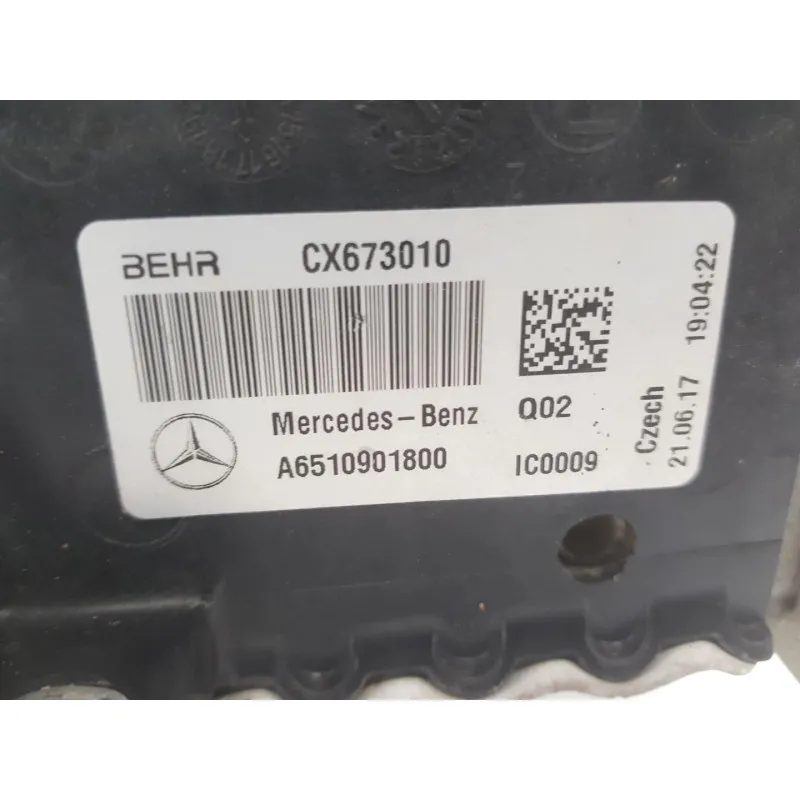 BEHR CX673010
Mercedes-Benz Q02
A6510901800 IC0009
Czech
21.06.17 19:04:22